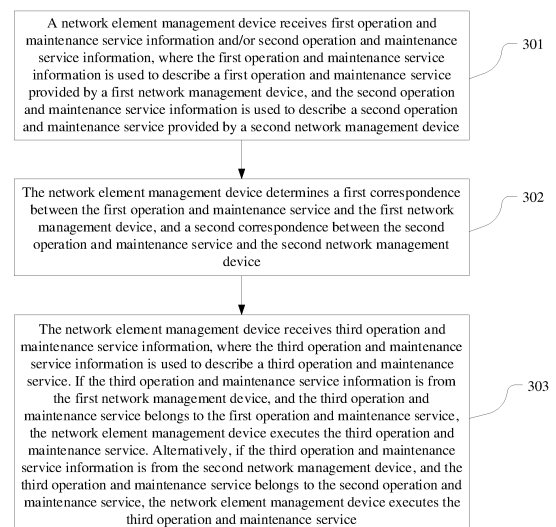 A network element management device receives first operation and
maintenance service information and/or second operation and maintenance
service information, where the first operation and maintenance service
information is used to describe a first operation and maintenance service
provided by a first network management device, and the second operation
and maintenance service information is used to describe a second operation
and maintenance service provided by a second network management device
301
The network element management device determines a first correspondence
between the first operation and maintenance service and the first network
management device, and a second correspondence between the second
operation and maintenance service and the second network management
device
302
The network element management device receives third operation and
maintenance service information, where the third operation and maintenance
service information is used to describe a third operation and maintenance
service. If the third operation and maintenance service information is from
the first network management device, and the third operation and
maintenance service belongs to the first operation and maintenance service,
the network element management device executes the third operation and
maintenance service. Alternatively, if the third operation and maintenance
service information is from the second network management device, and the
third operation and maintenance service belongs to the second operation and
maintenance service, the network element management device executes the
third operation and maintenance service
303